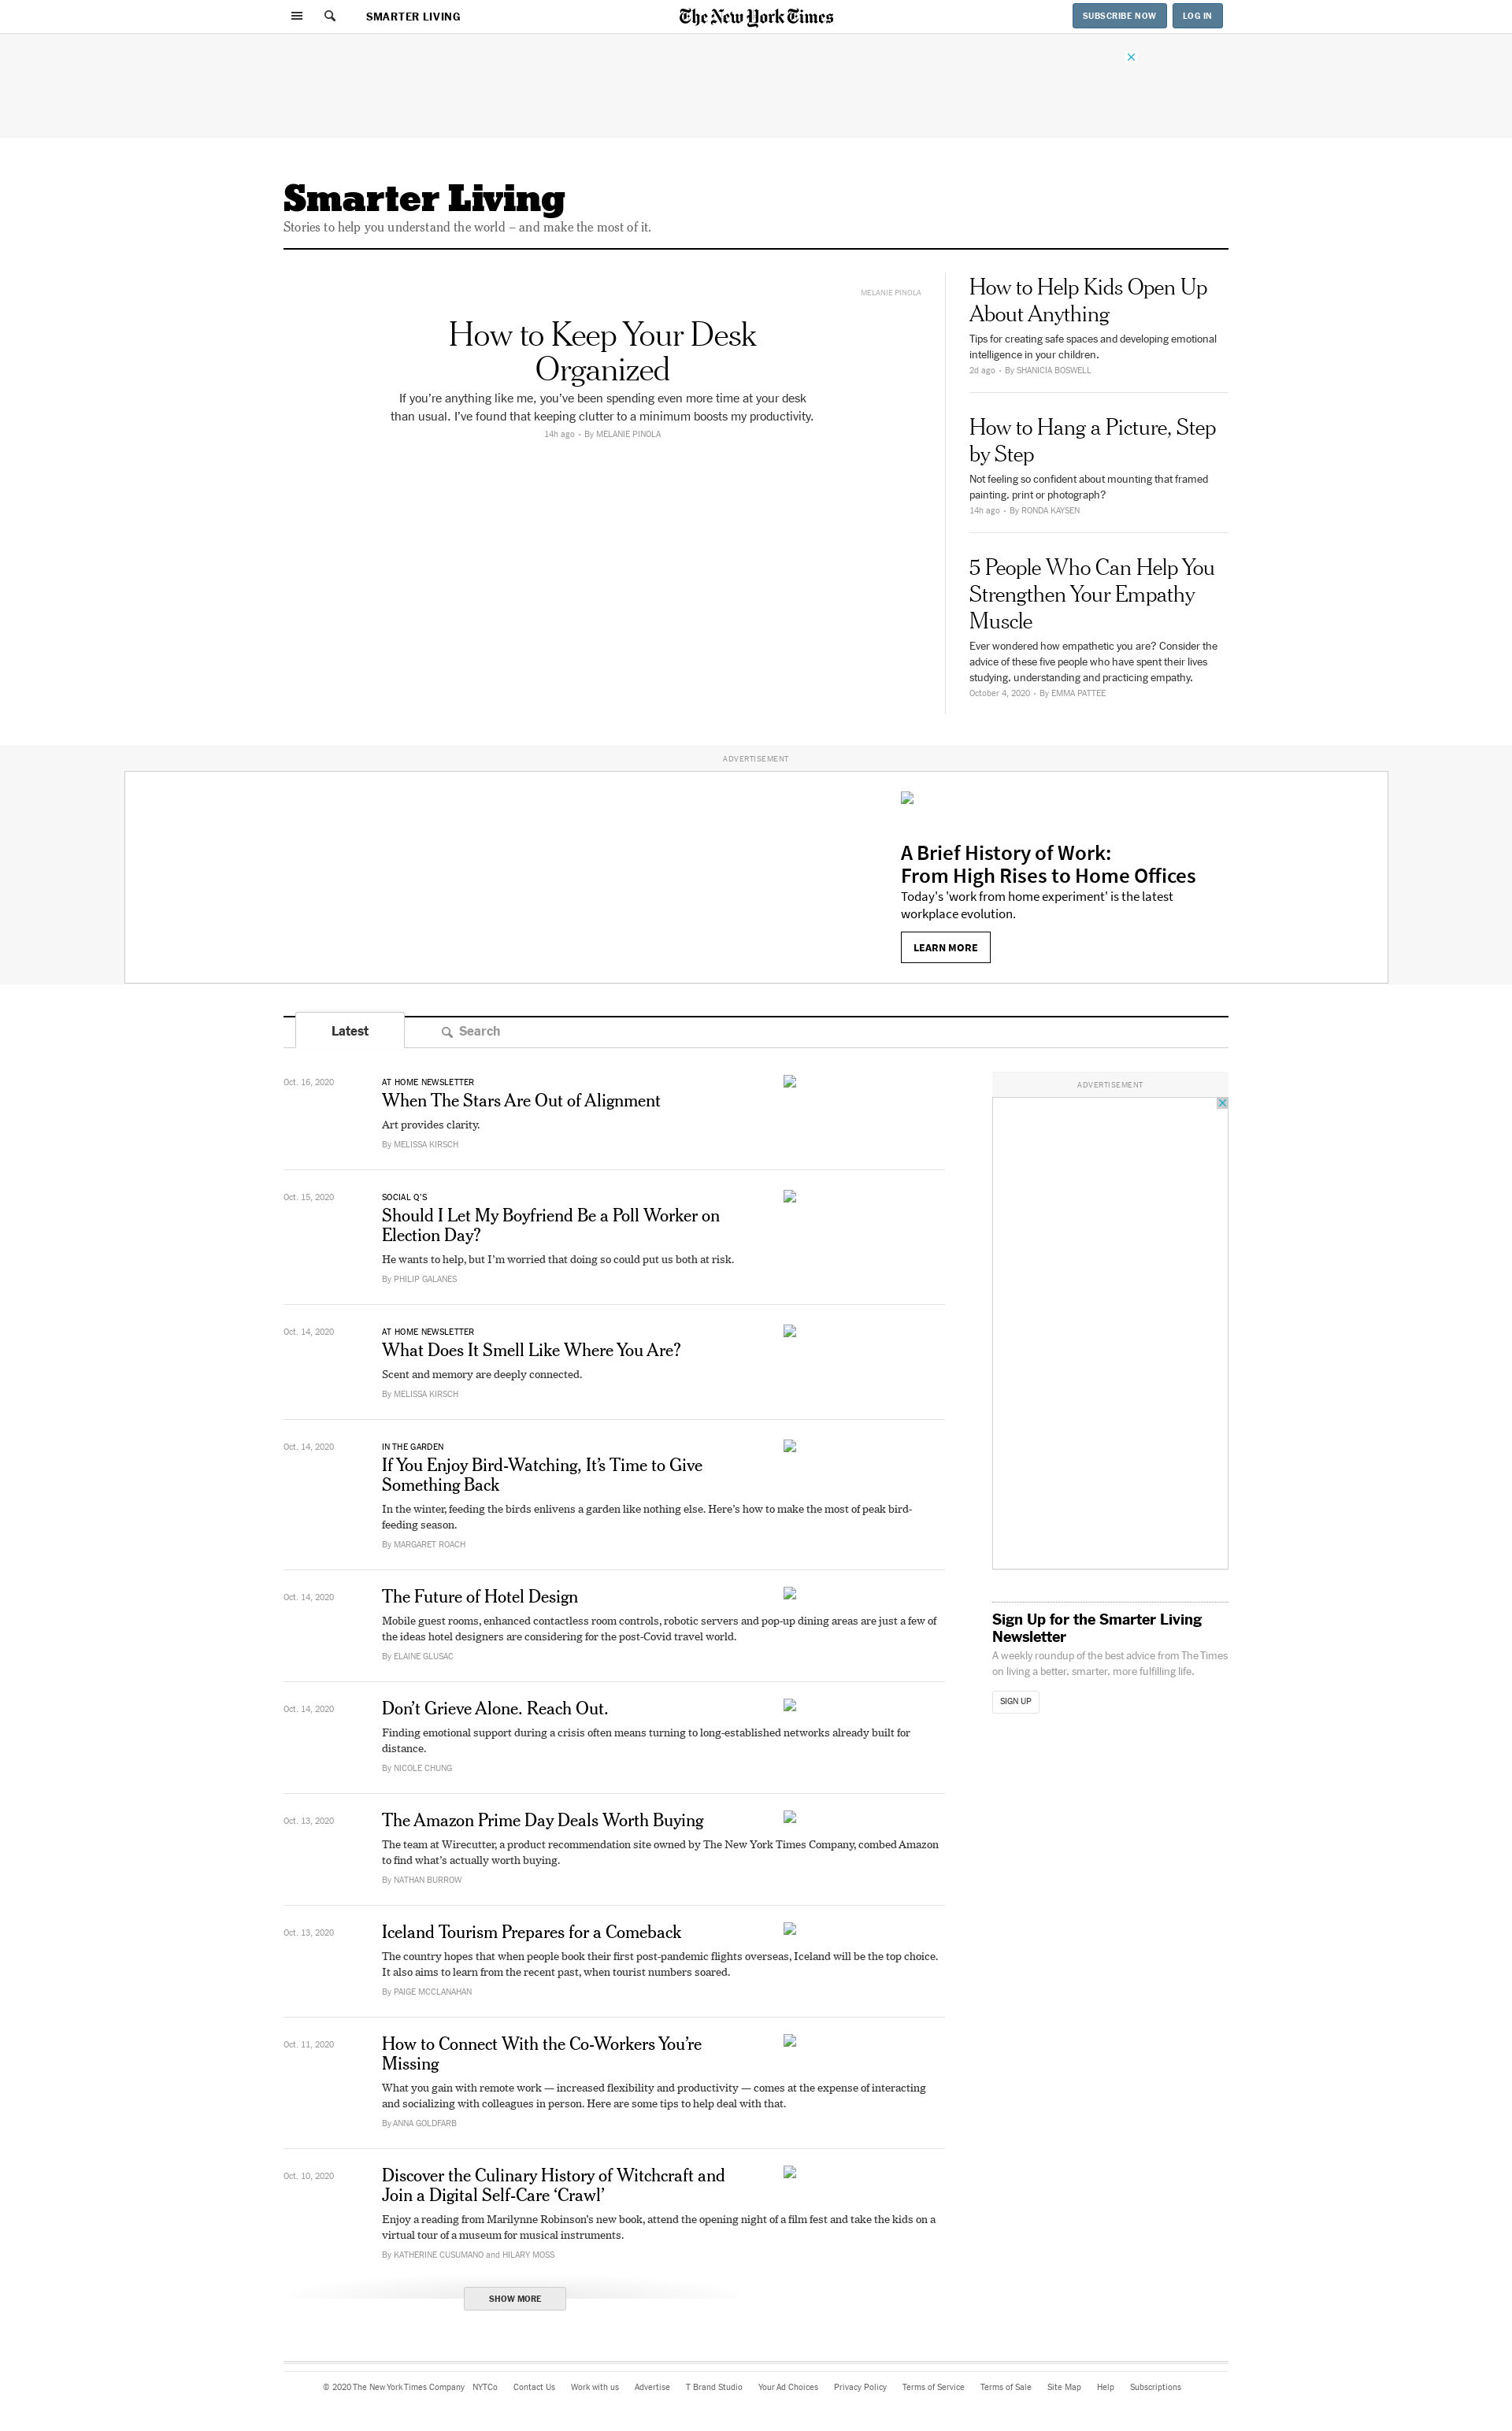 SMARTER LIVING
The New York Times
SUBSCRIBE NOW
LOG IN
Smarter Living
Stories to help you understand the world – and make the most of it.
MELANIE PINOLA
How to Keep Your Desk
Organized
If you’re anything like me, you’ve been spending even more time at your desk
than usual. I’ve found that keeping clutter to a minimum boosts my productivity.
14h ago • By MELANIE PINOLA
How to Help Kids Open Up
About Anything
Tips for creating safe spaces and developing emotional
intelligence in your children.
2d ago • By SHANICIA BOSWELL
How to Hang a Picture, Step
by Step
Not feeling so confident about mounting that framed
painting, print or photograph?
14h ago • By RONDA KAYSEN
5 People Who Can Help You
Strengthen Your Empathy
Muscle
Ever wondered how empathetic you are? Consider the
advice of these five people who have spent their lives
studying, understanding and practicing empathy.
October 4, 2020 • By EMMA PATTEE
ADVERTISEMENT
A Brief History of Work:
From High Rises to Home Offices
Today's 'work from home experiment' is the latest
workplace evolution.
LEARN MORE
Latest
Search
Oct. 16, 2020
AT HOME NEWSLETTER
When The Stars Are Out of Alignment
Art provides clarity.
By MELISSA KIRSCH
Oct. 15, 2020
SOCIAL Q’S
Should I Let My Boyfriend Be a Poll Worker on
Election Day?
He wants to help, but I’m worried that doing so could put us both at risk.
By PHILIP GALANES
Oct. 14, 2020
AT HOME NEWSLETTER
What Does It Smell Like Where You Are?
Scent and memory are deeply connected.
By MELISSA KIRSCH
Oct. 14, 2020
IN THE GARDEN
If You Enjoy Bird-Watching, It’s Time to Give
Something Back
In the winter, feeding the birds enlivens a garden like nothing else. Here’s how to make the most of peak bird-
feeding season.
By MARGARET ROACH
Oct. 14, 2020
The Future of Hotel Design
Mobile guest rooms, enhanced contactless room controls, robotic servers and pop-up dining areas are just a few of
the ideas hotel designers are considering for the post-Covid travel world.
By ELAINE GLUSAC
Oct. 14, 2020
Don’t Grieve Alone. Reach Out.
Finding emotional support during a crisis often means turning to long-established networks already built for
distance.
By NICOLE CHUNG
Oct. 13, 2020
The Amazon Prime Day Deals Worth Buying
The team at Wirecutter, a product recommendation site owned by The New York Times Company, combed Amazon
to find what’s actually worth buying.
By NATHAN BURROW
Oct. 13, 2020
Iceland Tourism Prepares for a Comeback
The country hopes that when people book their first post-pandemic flights overseas, Iceland will be the top choice.
It also aims to learn from the recent past, when tourist numbers soared.
By PAIGE MCCLANAHAN
Oct. 11, 2020
How to Connect With the Co-Workers You’re
Missing
What you gain with remote work — increased flexibility and productivity — comes at the expense of interacting
and socializing with colleagues in person. Here are some tips to help deal with that.
By ANNA GOLDFARB
Oct. 10, 2020
Discover the Culinary History of Witchcraft and
Join a Digital Self-Care ‘Crawl’
Enjoy a reading from Marilynne Robinson’s new book, attend the opening night of a film fest and take the kids on a
virtual tour of a museum for musical instruments.
By KATHERINE CUSUMANO and HILARY MOSS
SHOW MORE
ADVERTISEMENT
Sign Up for the Smarter Living
Newsletter
A weekly roundup of the best advice from The Times
on living a better, smarter, more fulfilling life.
SIGN UP
© 2020 The New York Times Company NYTCo Contact Us Work with us Advertise T Brand Studio Your Ad Choices Privacy Policy Terms of Service Terms of Sale Site Map Help Subscriptions